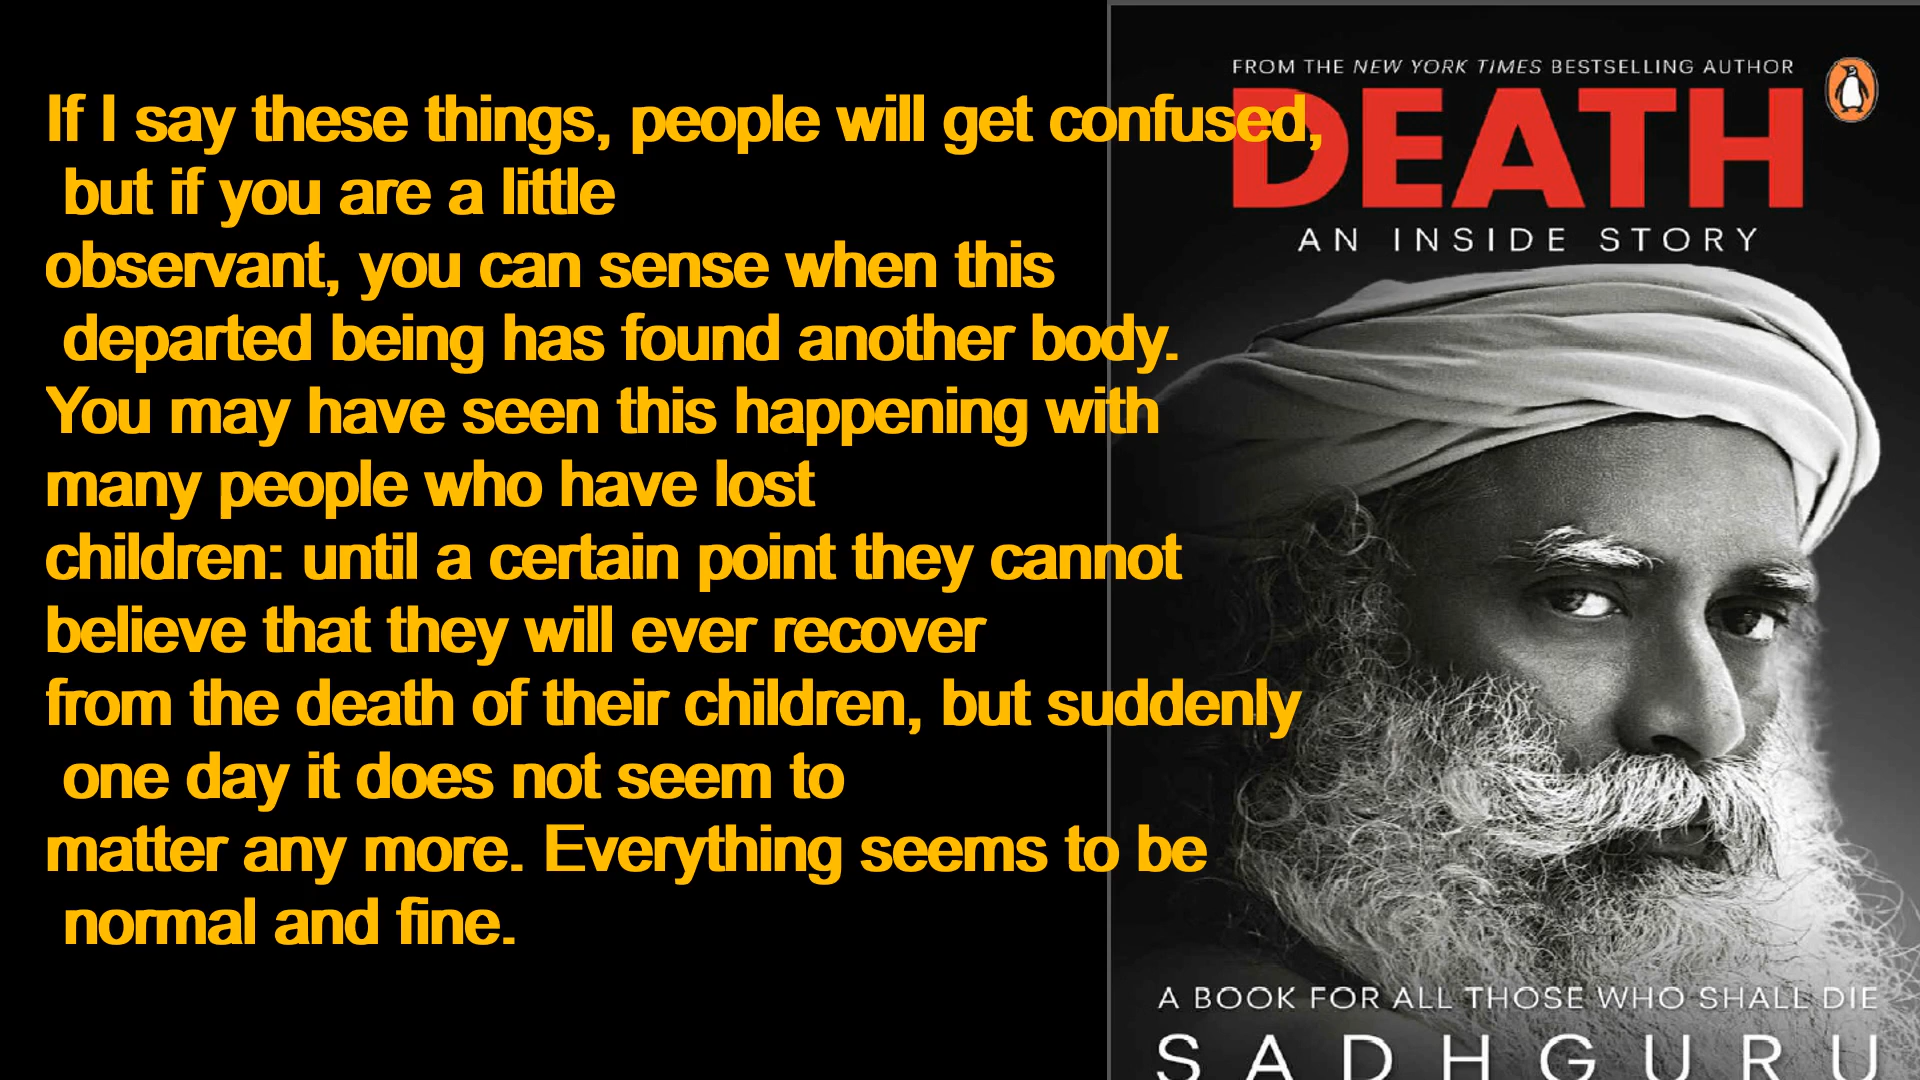 If I say these things, people will get confused,
but if you are a little
observant, you can sense when this
departed being has found another body.
You may have seen this happening with
many people who have lost
children: until a certain point they cannot
believe that they will ever recover
from the death of their children, but suddenly
one day it does not seem to
matter any more. Everything seems to be
normal and fine.
FROM THE NEW YORK TIMES BESTSELLING AUTHOR
DEATH
AN INSIDE STORY
A BOOK FOR ALL THOSE WHO SHALL DIE
SADHGURU